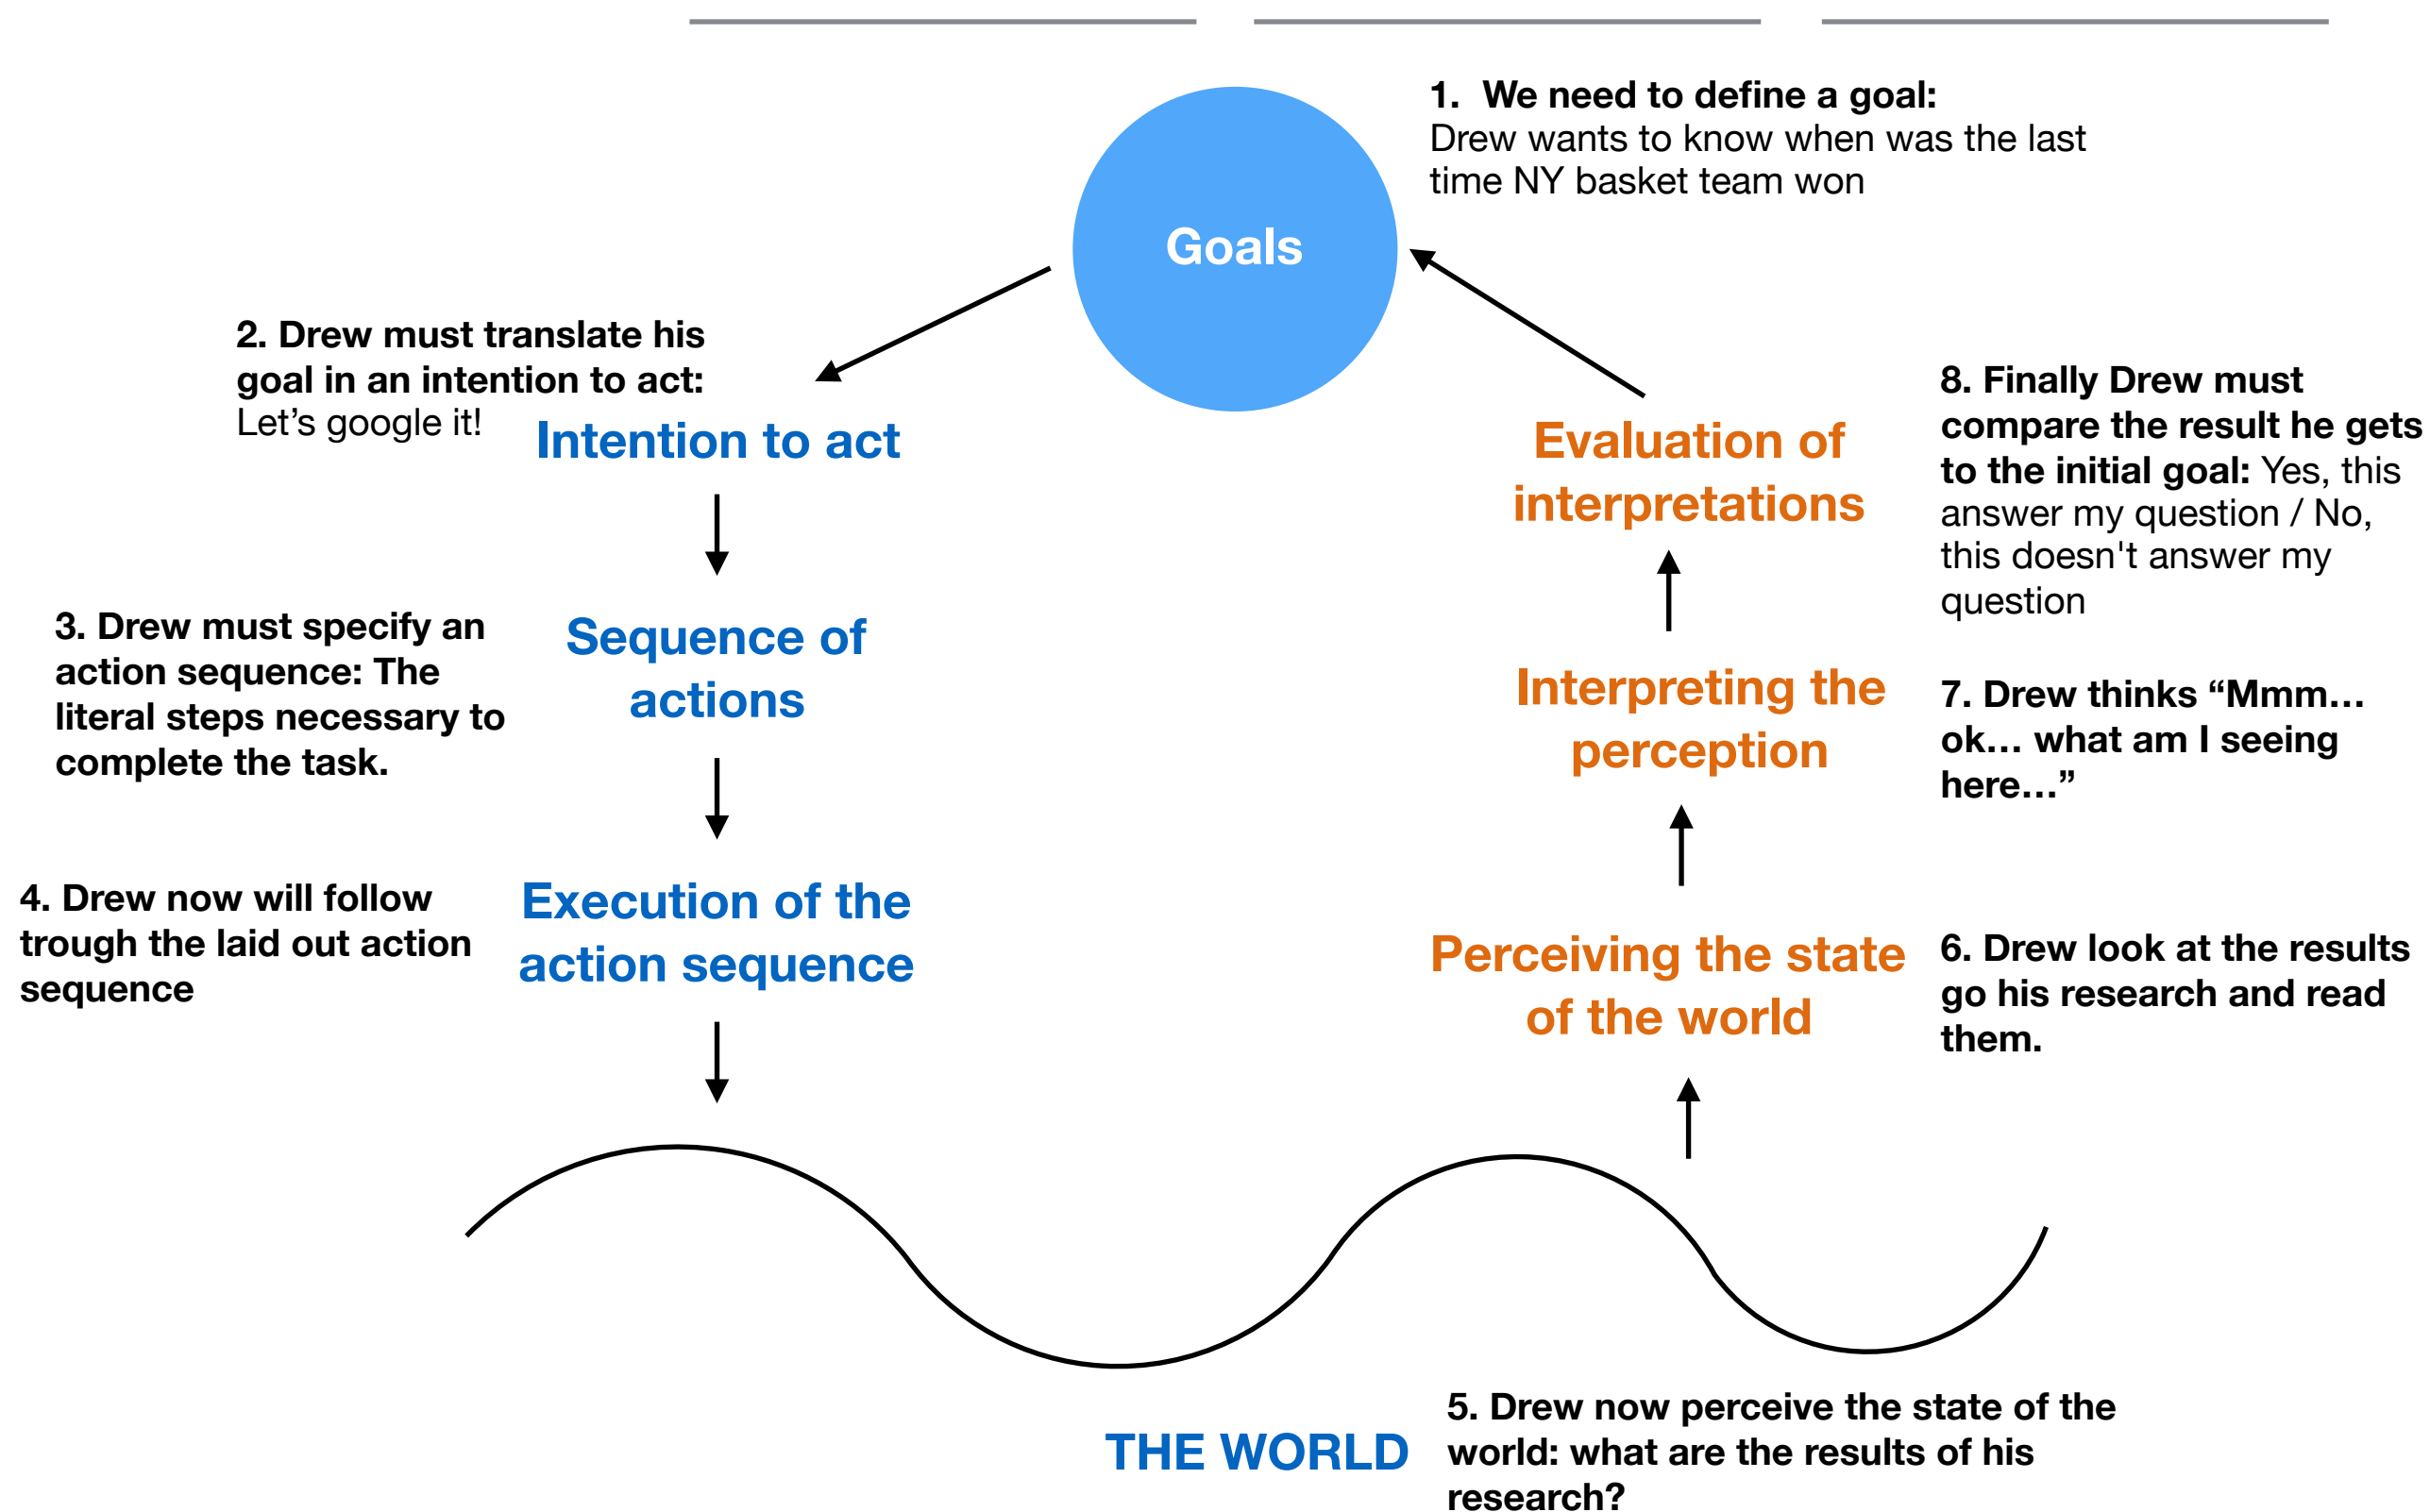 1. We need to define a goal:
Drew wants to know when was the last
time NY basket team won
Goals
2. Drew must translate his
goal in an intention to act:
Let’s google it!
Intention to act
3. Drew must specify an
action sequence: The
literal steps necessary to
complete the task.
Sequence of
actions
4. Drew now will follow
trough the laid out action
sequence
Execution of the
action sequence
THE WORLD
5. Drew now perceive the state of the
world: what are the results of his
research?
Perceiving the state
of the world
6. Drew look at the results
go his research and read
them.
Interpreting the
perception
7. Drew thinks “Mmm…
ok… what am I seeing
here…”
Evaluation of
interpretations
8. Finally Drew must
compare the result he gets
to the initial goal: Yes, this
answer my question / No,
this doesn't answer my
question